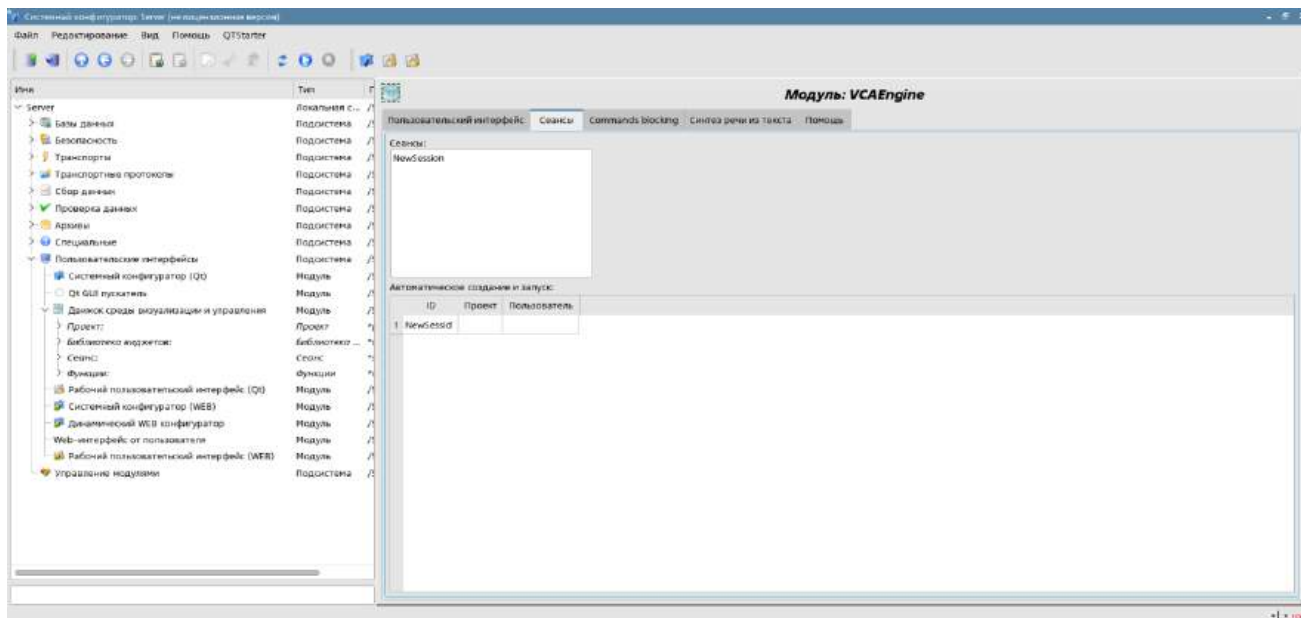 Системный конфигуратор: Server (не лицензионная версия)
Файл Редактирование Вид Помощь QTStarter
Имя Тип
Server Локальная с...
Базы данных Подсистема
Безопасность Подсистема
Транспорты Подсистема
Транспортные протоколы Подсистема
Сбор данных Подсистема
Проверка данных Подсистема
Архивы Подсистема
Специальные Подсистема
Пользовательские интерфейсы Подсистема
Системный конфигуратор (Qt) Модуль
Qt GUI пускатель Модуль
Движок среды визуализации и управления Модуль
Проект: Проект
Библиотека виджетов: Библиотека ...
Сеанс: Сеанс
Функции: Функции
Рабочий пользовательский интерфейс (Qt) Модуль
Системный конфигуратор (WEB) Модуль
Динамический WEB конфигуратор Модуль
Web-интерфейс от пользователя Модуль
Рабочий пользовательский интерфейс (WEB) Модуль
Управление модулями Подсистема
Модуль: VCAEngine
Пользовательский интерфейс Сеансы Commands blocking Синтез речи из текста Помощь
Сеансы:
NewSession
Автоматическое создание и запуск:
ID Проект Пользователь
1 NewSessid